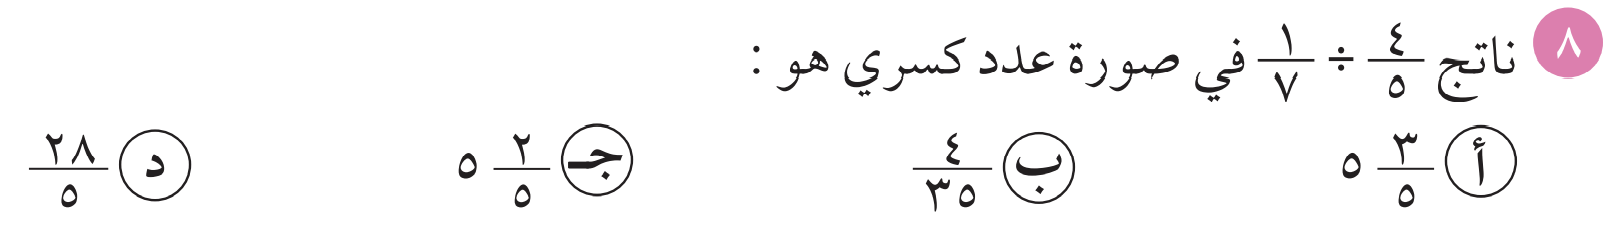 ٨ ناتج ٤/٥ ÷ ١/٧ في صورة عدد كسري هو :
أ ٥ ٣/٥ ب ٤/٣٥ جـ ٥ ٢/٥ د ٢٨/٥